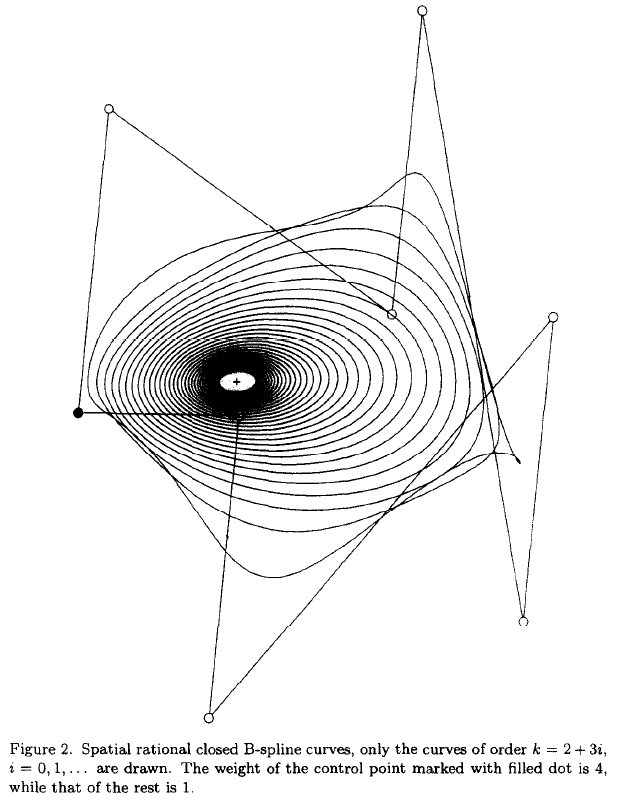 Figure 2. Spatial rational closed B-spline curves, only the curves of order k = 2 + 3i,
i = 0, 1, ... are drawn. The weight of the control point marked with filled dot is 4,
while that of the rest is 1.